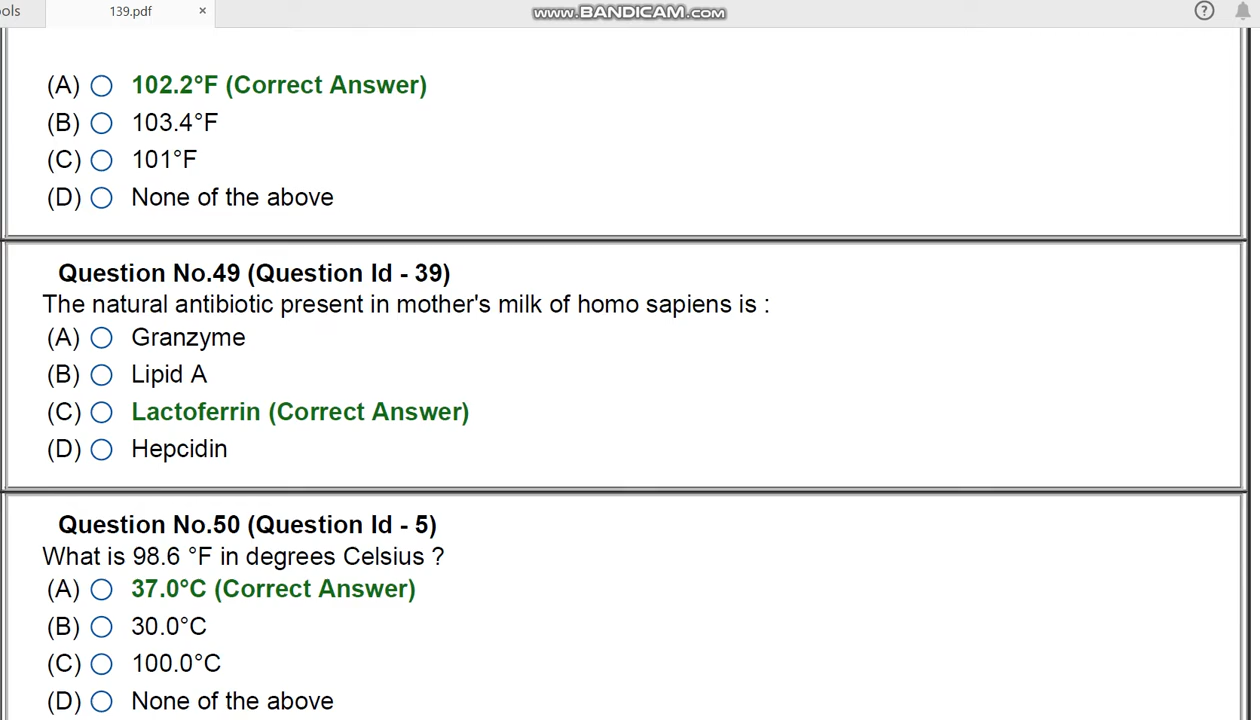 ols
139.pdf
×
www.BANDICAM.com
?
(A) 102.2°F (Correct Answer)
(B) 103.4°F
(C) 101°F
(D) None of the above
Question No.49 (Question Id - 39)
The natural antibiotic present in mother's milk of homo sapiens is :
(A) Granzyme
(B) Lipid A
(C) Lactoferrin (Correct Answer)
(D) Hepcidin
Question No.50 (Question Id - 5)
What is 98.6 °F in degrees Celsius ?
(A) 37.0°C (Correct Answer)
(B) 30.0°C
(C) 100.0°C
(D) None of the above